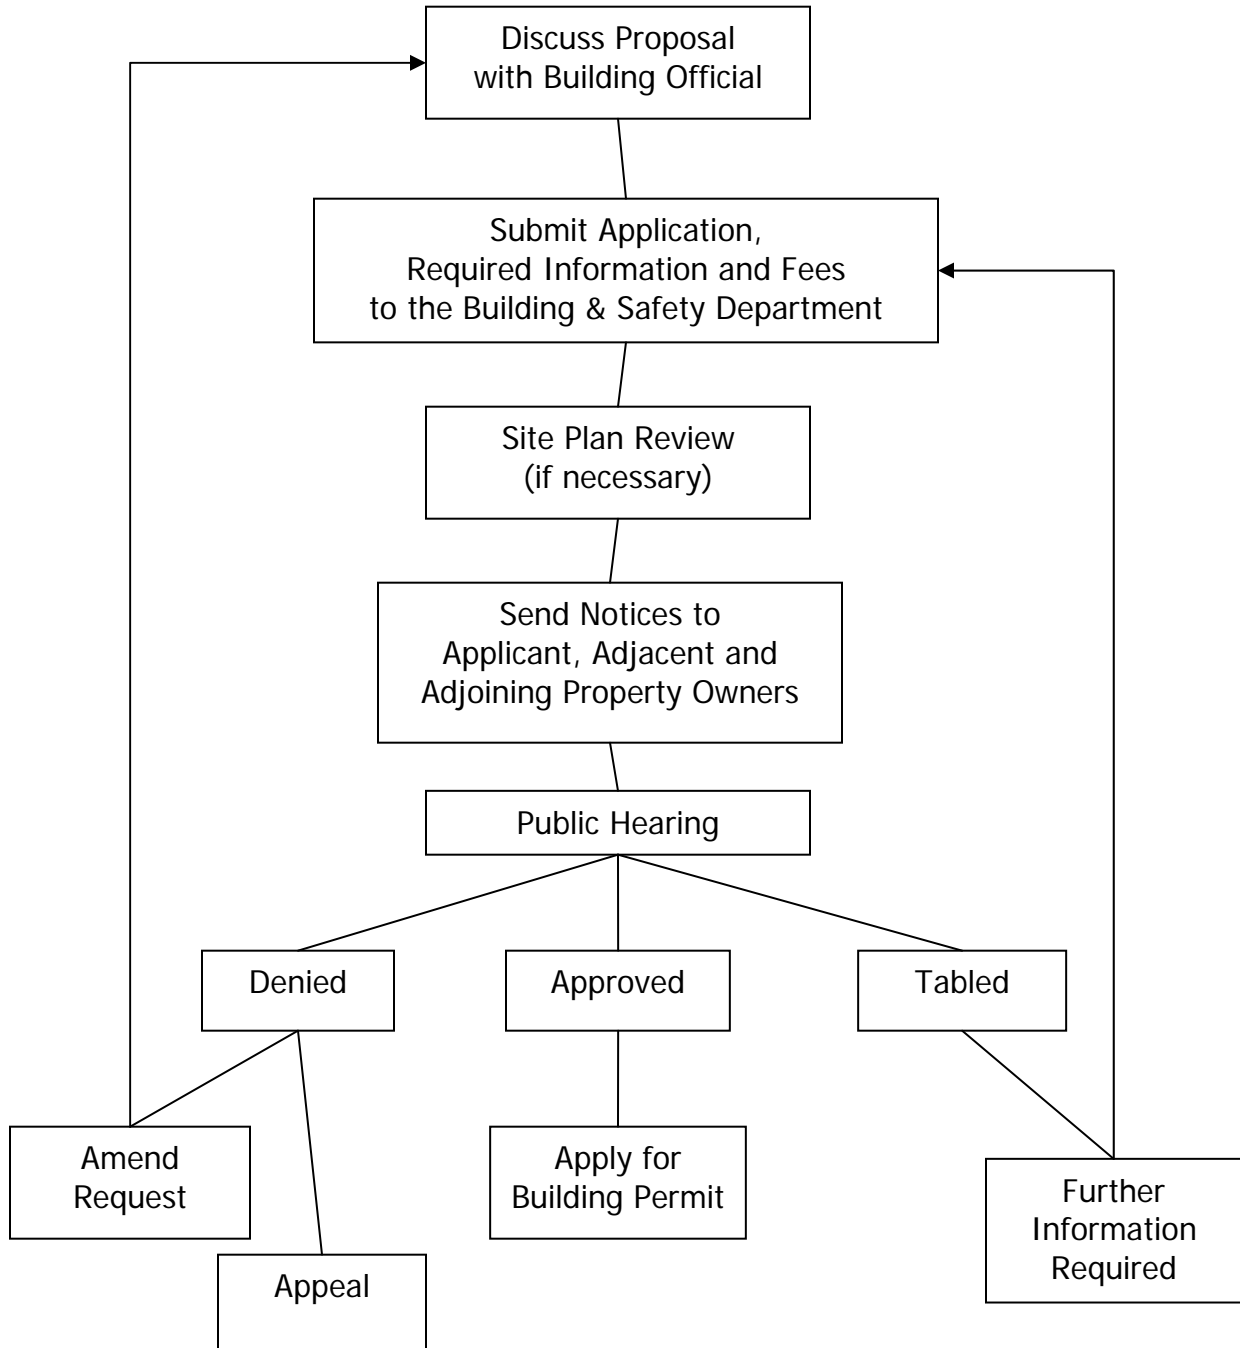 Discuss Proposal
with Building Official
Submit Application,
Required Information and Fees
to the Building & Safety Department
Site Plan Review
(if necessary)
Send Notices to
Applicant, Adjacent and
Adjoining Property Owners
Public Hearing
Denied
Approved
Tabled
Amend
Request
Appeal
Apply for
Building Permit
Further
Information
Required